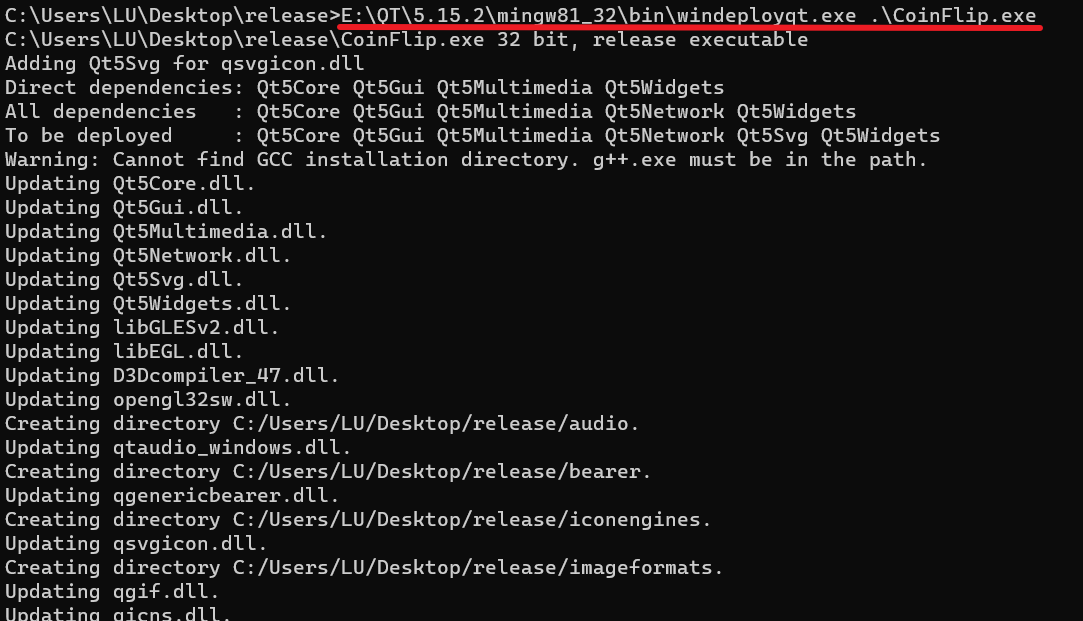 C:\Users\LU\Desktop\release>E:\QT\5.15.2\mingw81_32\bin\windeployqt.exe .\CoinFlip.exe
C:\Users\LU\Desktop\release\CoinFlip.exe 32 bit, release executable
Adding Qt5Svg for qsvgicon.dll
Direct dependencies: Qt5Core Qt5Gui Qt5Multimedia Qt5Widgets
All dependencies   : Qt5Core Qt5Gui Qt5Multimedia Qt5Network Qt5Widgets
To be deployed     : Qt5Core Qt5Gui Qt5Multimedia Qt5Network Qt5Svg Qt5Widgets
Warning: Cannot find GCC installation directory. g++.exe must be in the path.
Updating Qt5Core.dll.
Updating Qt5Gui.dll.
Updating Qt5Multimedia.dll.
Updating Qt5Network.dll.
Updating Qt5Svg.dll.
Updating Qt5Widgets.dll.
Updating libGLESv2.dll.
Updating libEGL.dll.
Updating D3Dcompiler_47.dll.
Updating opengl32sw.dll.
Creating directory C:/Users/LU/Desktop/release/audio.
Updating qtaudio_windows.dll.
Creating directory C:/Users/LU/Desktop/release/bearer.
Updating qgenericbearer.dll.
Creating directory C:/Users/LU/Desktop/release/iconengines.
Updating qsvgicon.dll.
Creating directory C:/Users/LU/Desktop/release/imageformats.
Updating qgif.dll.
Updating qicns.dll.